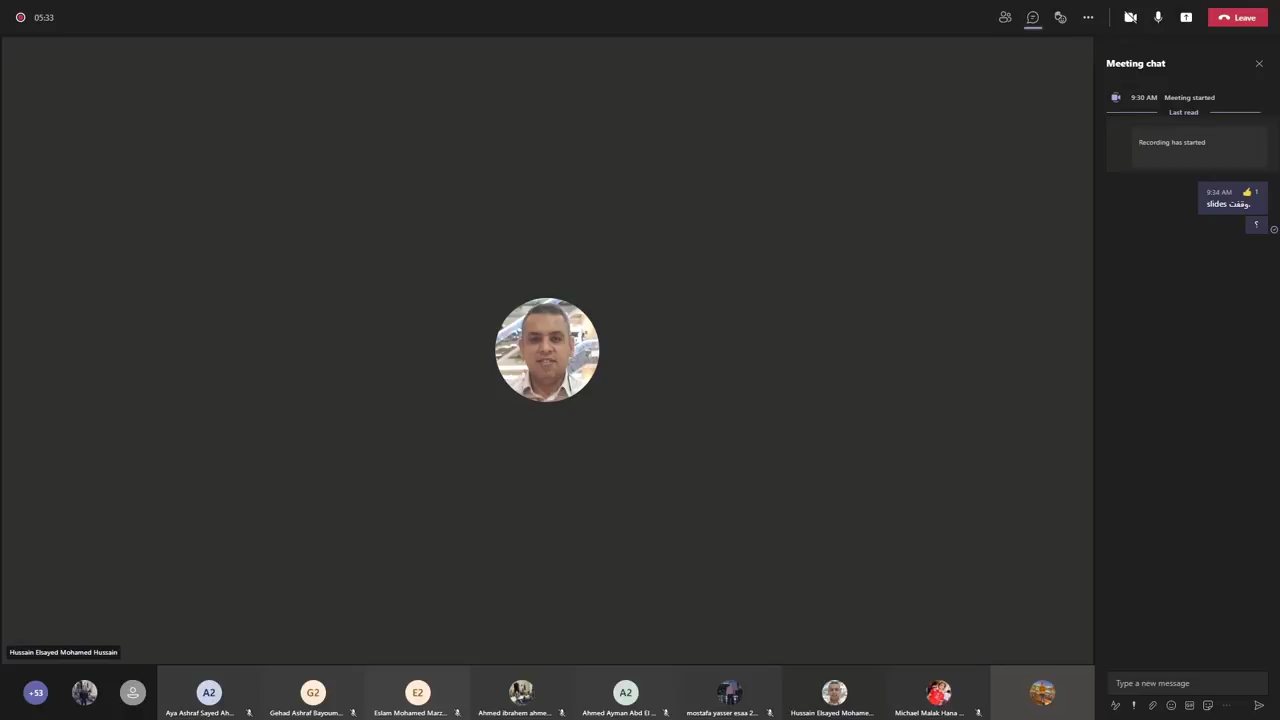 05:33
Leave
Meeting chat
9:30 AM Meeting started
Last read
Recording has started
9:34 AM 1
slides وقفت.
؟
Hussain Elsayed Mohamed Hussain
+53
A2
G2
E2
A2
Aya Ashraf Sayed Ah...
Gehad Ashraf Bayoum...
Eslam Mohamed Marz...
Ahmed ibrahem ahme...
Ahmed Ayman Abd El ...
mostafa yasser esaa 2...
Hussain Elsayed Mohame...
Michael Malak Hana ...
Type a new message